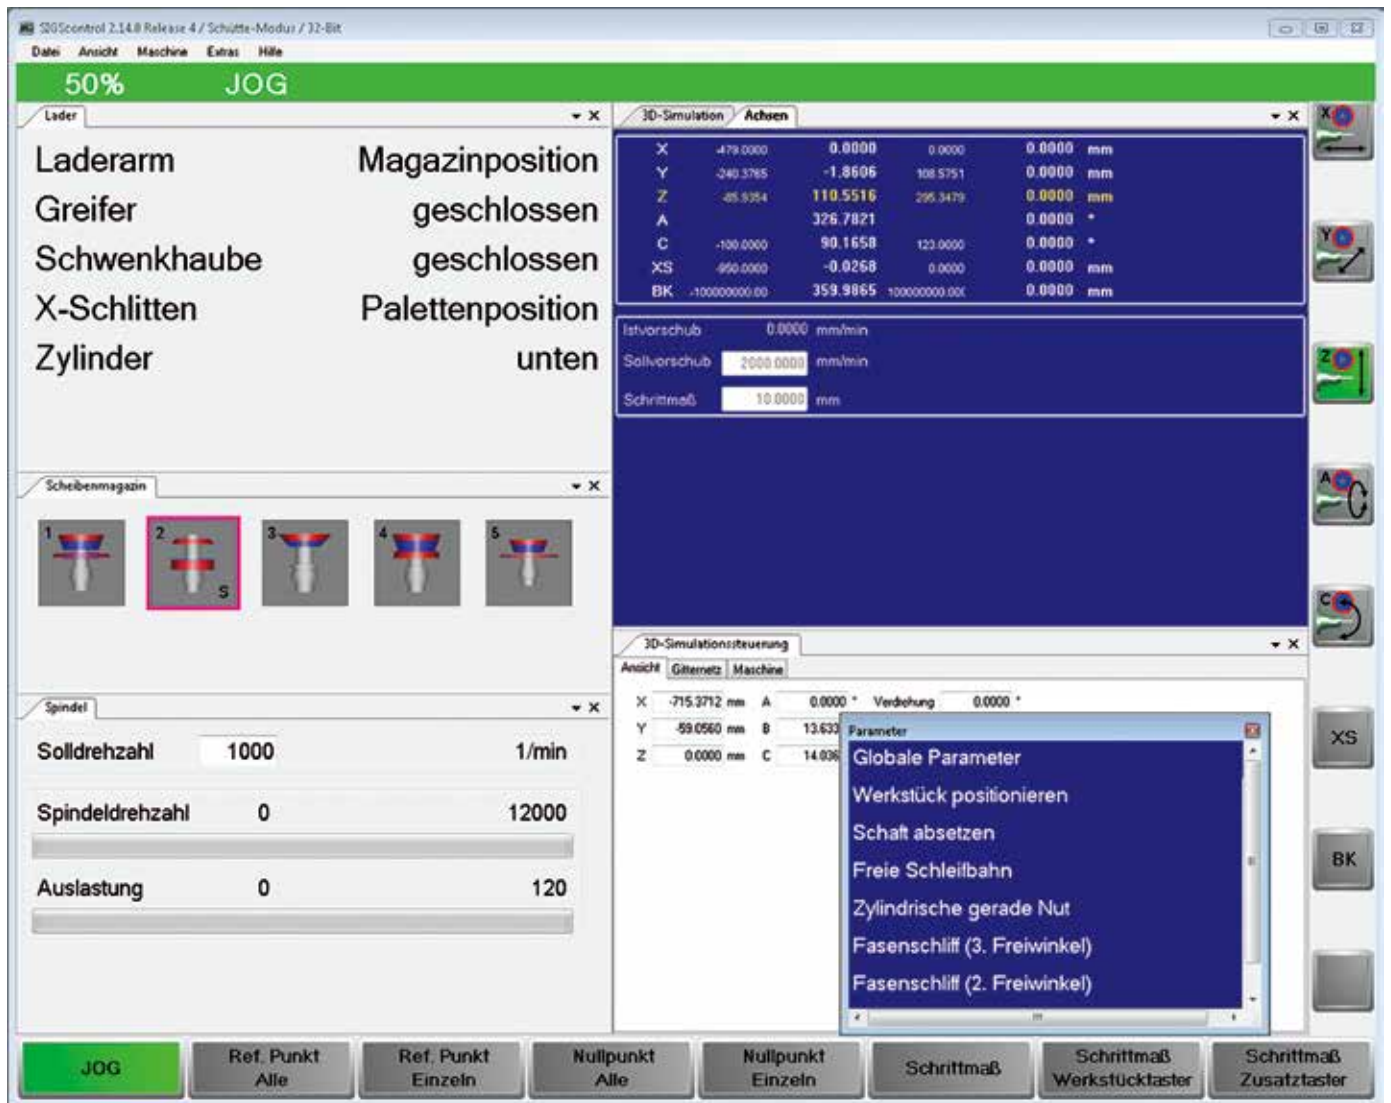 SIGScontrol 2.14.0 Release 4 / Schütte-Modus / 32-Bit
Datei Ansicht Maschine Extras Hilfe
50% JOG
Lader
Laderarm Magazinposition
Greifer geschlossen
Schwenkhaube geschlossen
X-Schlitten Palettenposition
Zylinder unten
Scheibenmagazin
1 2 S 3 4 5
Spindel
Solldrehzahl 1000 1/min
Spindeldrehzahl 0 12000
Auslastung 0 120
3D-Simulation Achsen
X -479.0000 0.0000 0.0000 0.0000 mm
Y -240.3765 -1.8606 108.5751 0.0000 mm
Z -85.9354 110.5516 295.3479 0.0000 mm
A 326.7821 0.0000 °
C -100.0000 90.1658 123.0000 0.0000 °
XS -950.0000 -0.0268 0.0000 0.0000 mm
BK -100000000.00 359.9865 100000000.00( 0.0000 mm
Istvorschub 0.0000 mm/min
Sollvorschub 2000.0000 mm/min
Schrittmaß 10.0000 mm
3D-Simulationssteuerung
Ansicht Gitternetz Maschine
X -715.3712 mm A 0.0000 ° Verdrehung 0.0000 °
Y -59.0560 mm B 13.633
Z 0.0000 mm C 14.036
Parameter
Globale Parameter
Werkstück positionieren
Schaft absetzen
Freie Schleifbahn
Zylindrische gerade Nut
Fasenschliff (3. Freiwinkel)
Fasenschliff (2. Freiwinkel)
X
Y
Z
A
C
XS
BK
JOG
Ref. Punkt
Alle
Ref. Punkt
Einzeln
Nullpunkt
Alle
Nullpunkt
Einzeln
Schrittmaß
Schrittmaß
Werkstücktaster
Schrittmaß
Zusatztaster